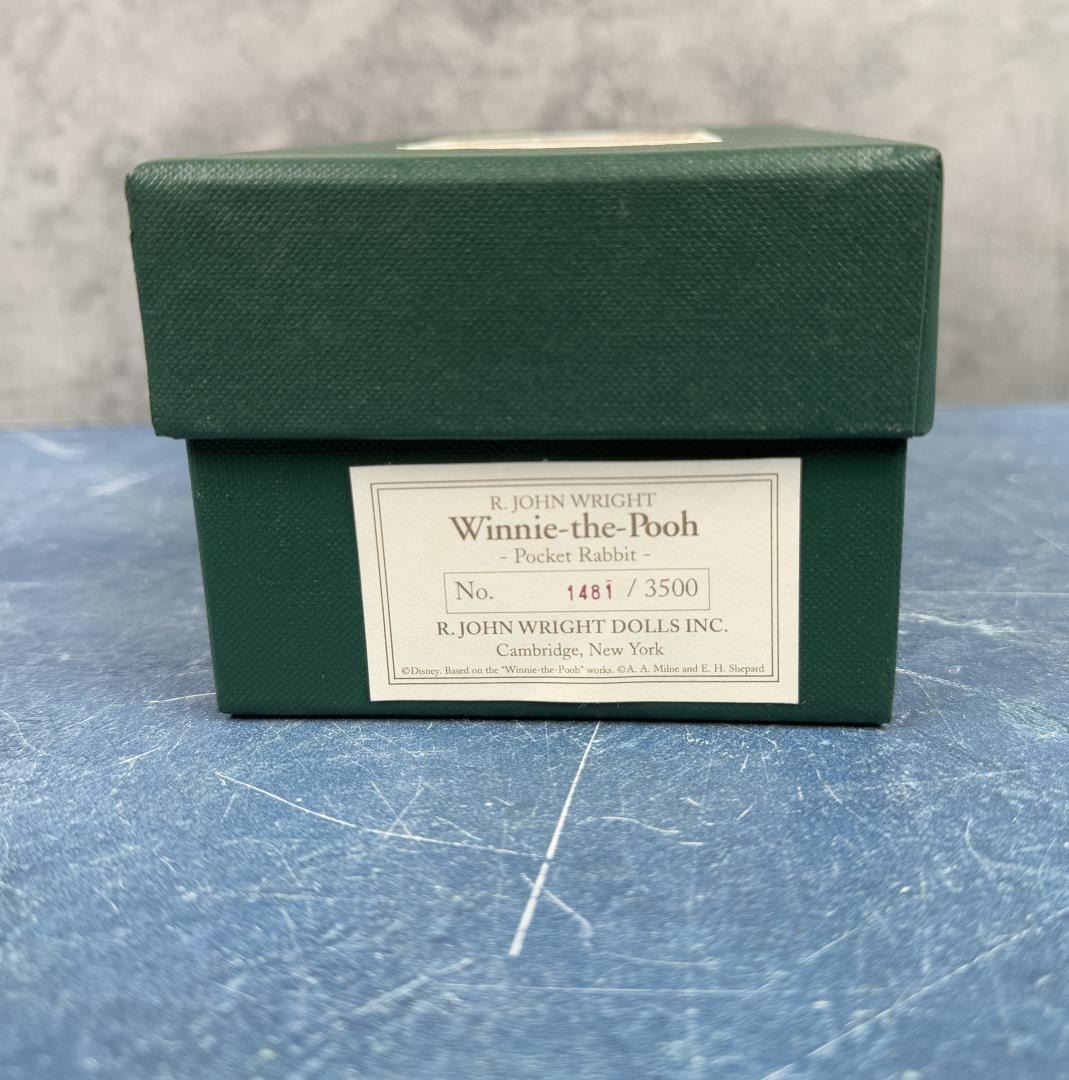 R. JOHN WRIGHT
Winnie-the-Pooh
- Pocket Rabbit -
No. 1481 / 3500
R. JOHN WRIGHT DOLLS INC.
Cambridge, New York
©Disney. Based on the "Winnie-the-Pooh" works. ©A. A. Milne and E. H. Shepard